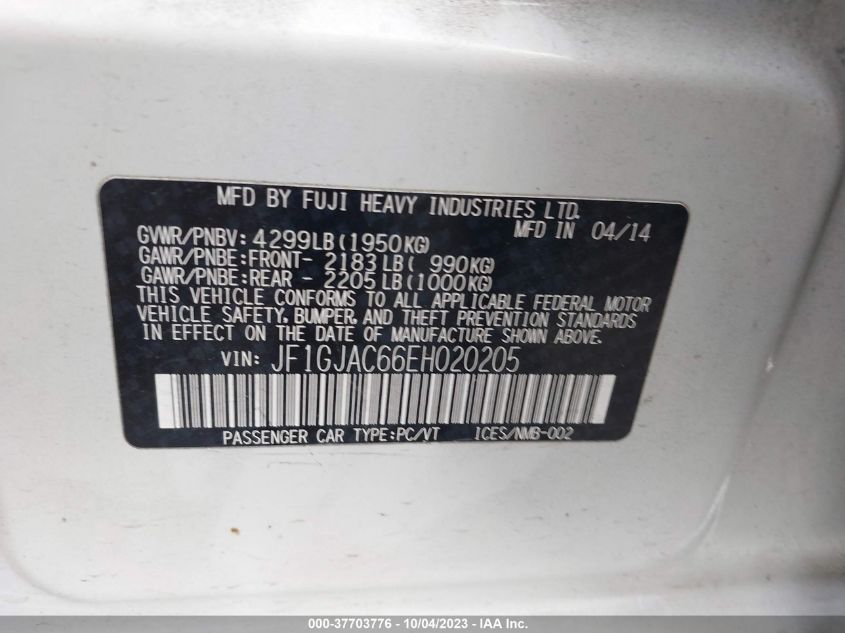 MFD BY FUJI HEAVY INDUSTRIES LTD.
MFD IN 04/14
GVWR/PNBV: 4299LB(1950KG)
GAWR/PNBE:FRONT- 2183LB( 990KG)
GAWR/PNBE:REAR - 2205LB(1000KG)
THIS VEHICLE CONFORMS TO ALL APPLICABLE FEDERAL MOTOR
VEHICLE SAFETY, BUMPER, AND THEFT PREVENTION STANDARDS
IN EFFECT ON THE DATE OF MANUFACTURE SHOWN ABOVE.
VIN: JF1GJAC66EH020205
PASSENGER CAR TYPE:PC/VT ICES/NMB-002
000-37703776 - 10/04/2023 - IAA Inc.